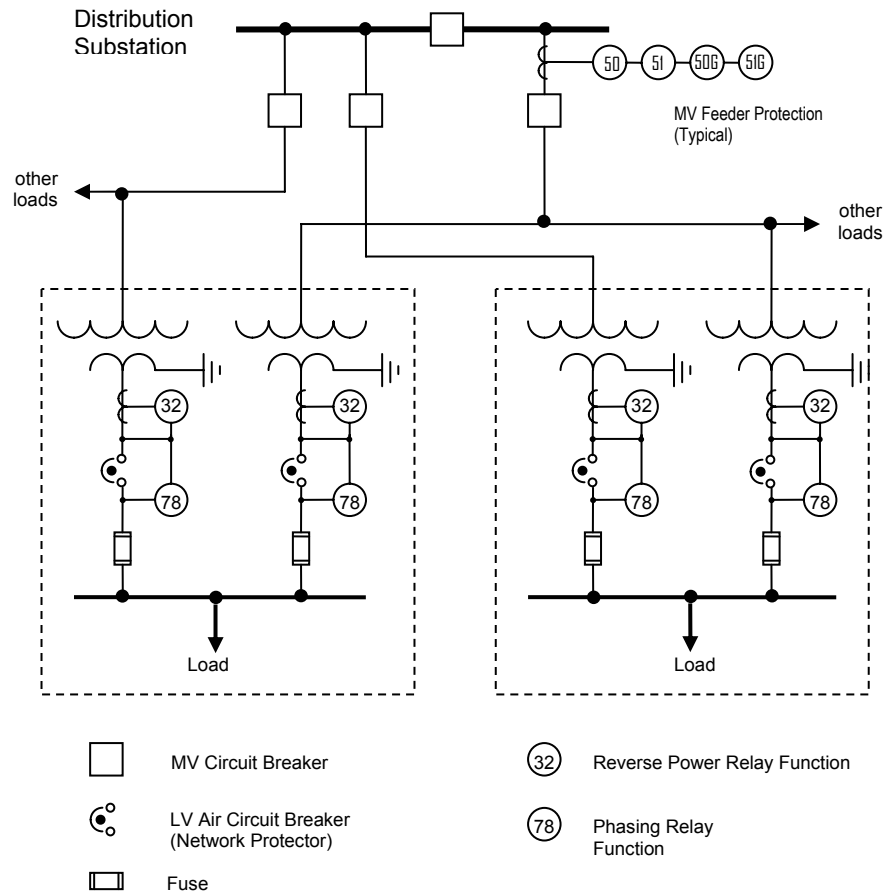 Distribution
Substation
50 51 50G 51G
MV Feeder Protection
(Typical)
other
loads
other
loads
32 32 32 32
78 78 78 78
Load Load
MV Circuit Breaker
32 Reverse Power Relay Function
LV Air Circuit Breaker
(Network Protector)
78 Phasing Relay
Function
Fuse